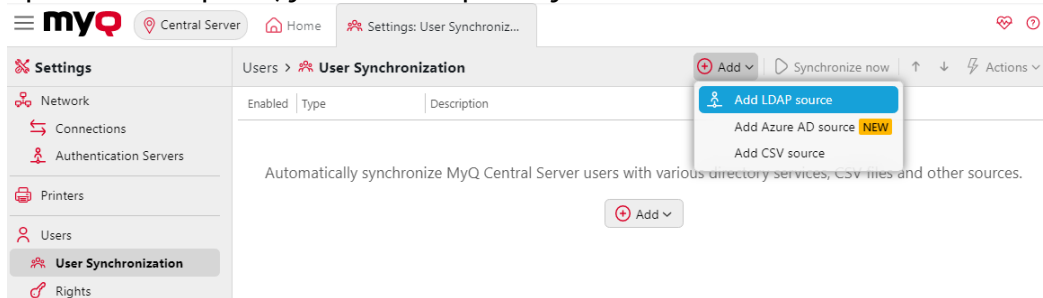 myQ Central Server Home Settings: User Synchroniz...
Settings Users > User Synchronization Add Synchronize now Actions
Network Enabled Type Description Add LDAP source
Connections Add Azure AD source NEW
Authentication Servers Add CSV source
Automatically synchronize MyQ Central Server users with various directory services, CSV files and other sources.
Printers
Add
Users
User Synchronization
Rights